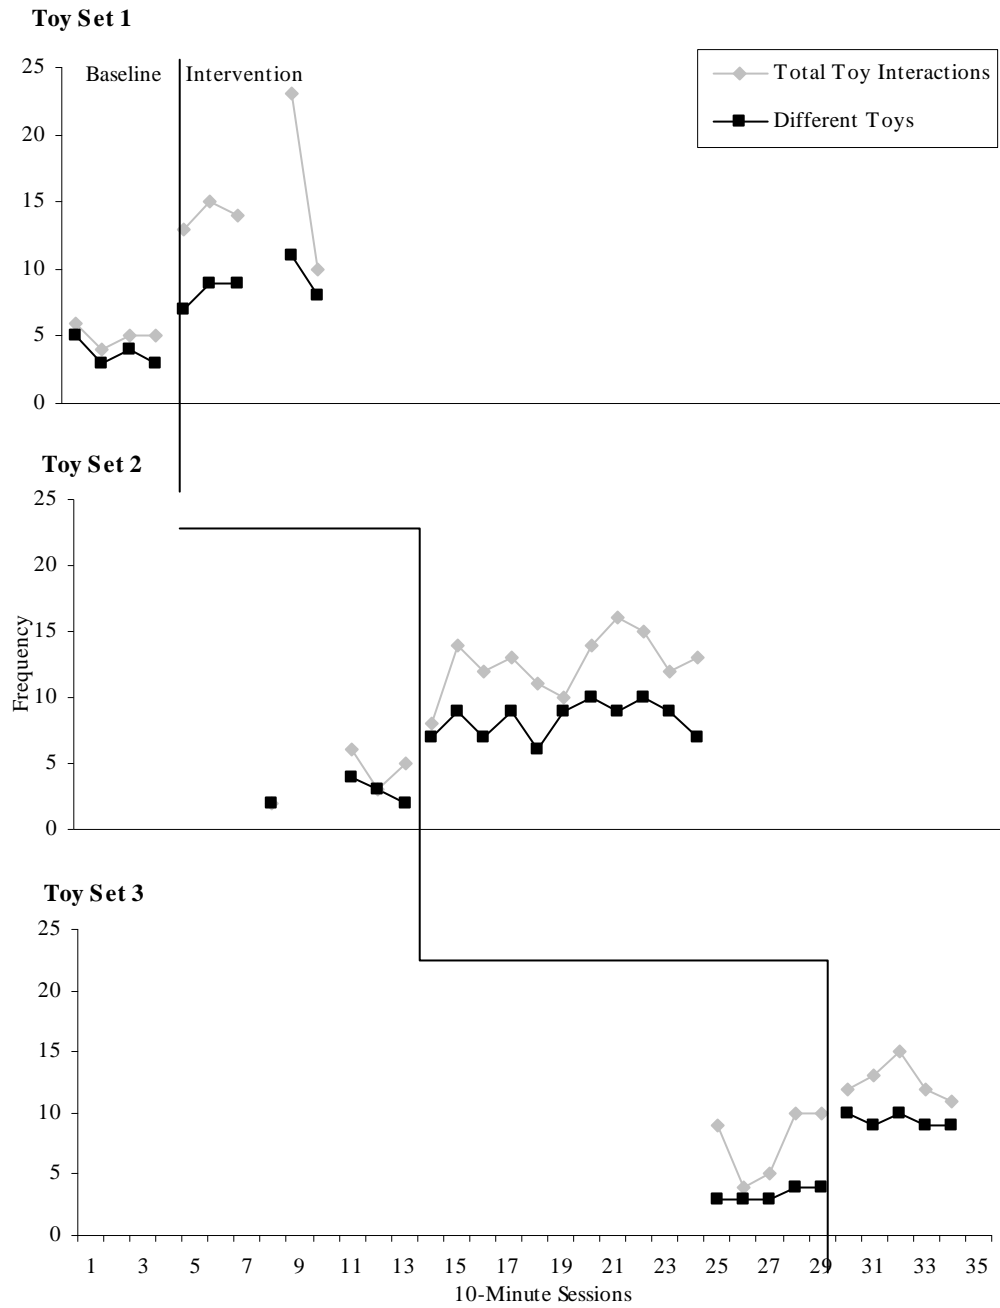 Toy Set 1
25
Baseline
Intervention
20
15
10
5
0
Total Toy Interactions
Different Toys
Toy Set 2
25
20
15
10
5
0
Frequency
Toy Set 3
25
20
15
10
5
0
1 3 5 7 9 11 13 15 17 19 21 23 25 27 29 31 33 35
10-Minute Sessions